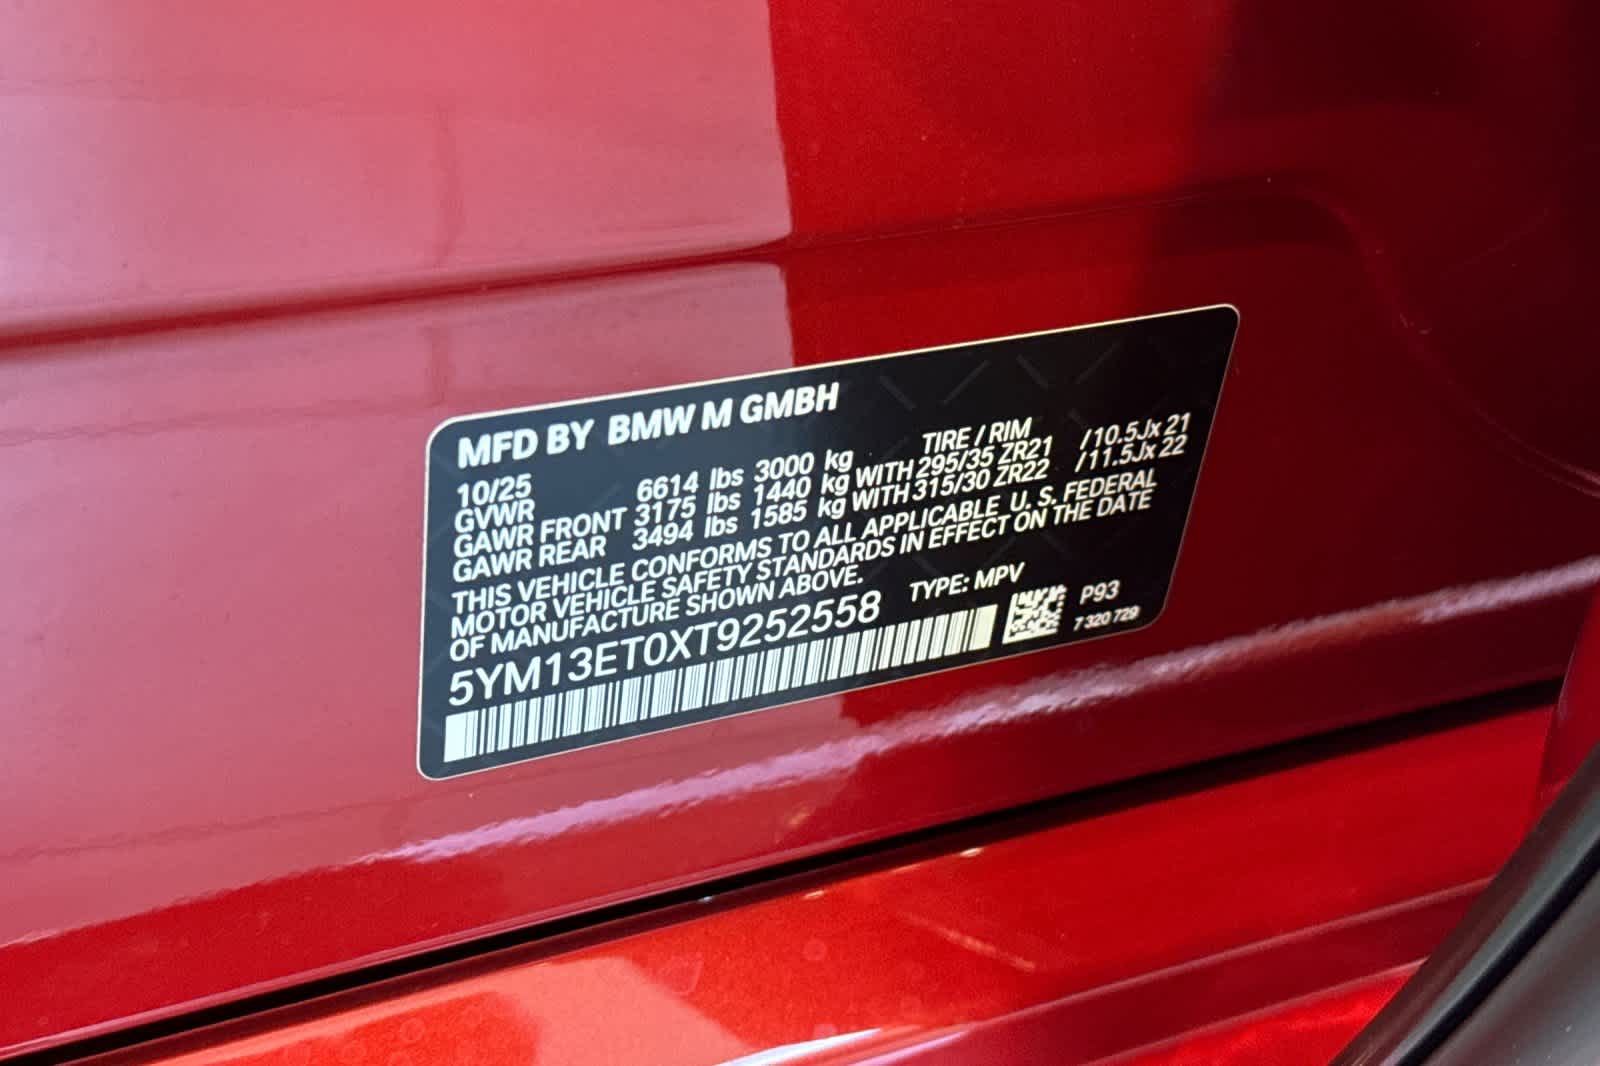 MFD BY BMW M GMBH
10/25 TIRE / RIM
GVWR 6614 lbs 3000 kg
GAWR FRONT 3175 lbs 1440 kg WITH 295/35 ZR21 /10.5Jx 21
GAWR REAR 3494 lbs 1585 kg WITH 315/30 ZR22 /11.5Jx 22
THIS VEHICLE CONFORMS TO ALL APPLICABLE U. S. FEDERAL
MOTOR VEHICLE SAFETY STANDARDS IN EFFECT ON THE DATE
OF MANUFACTURE SHOWN ABOVE.
5YM13ET0XT9252558 TYPE: MPV
P93
7 320 729